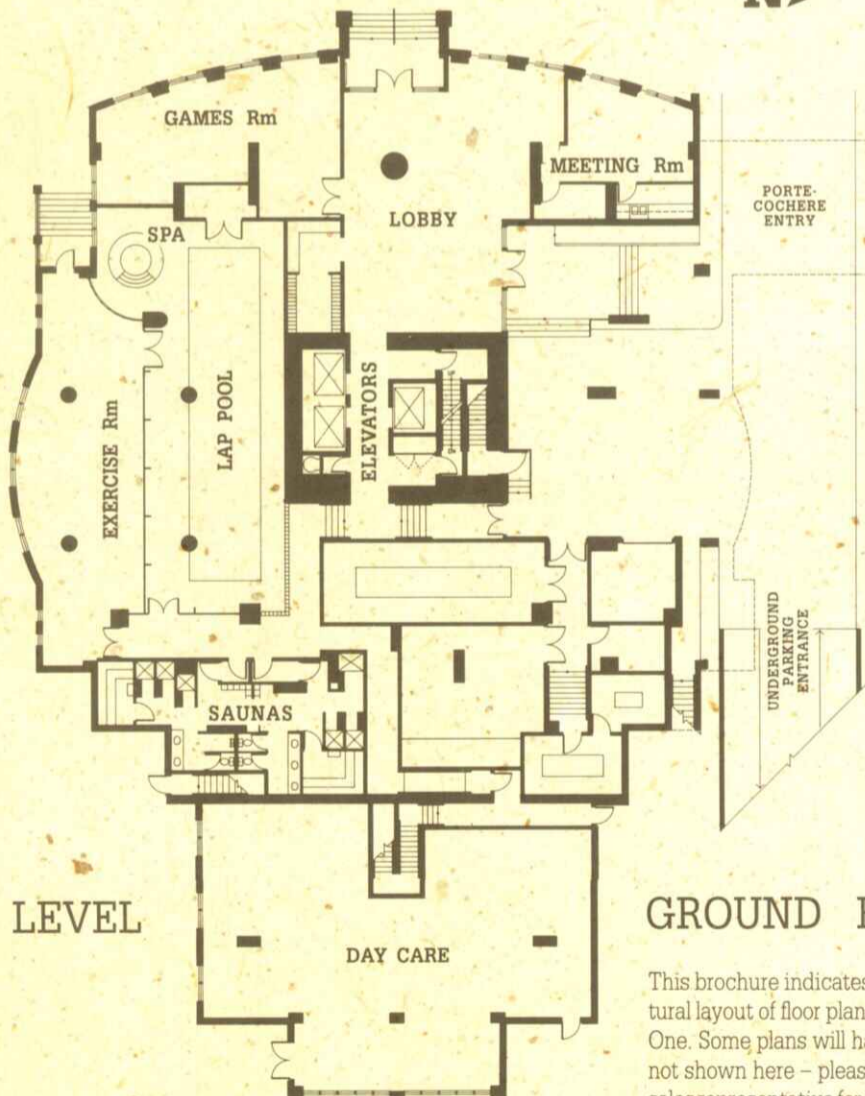 N
GAMES Rm
MEETING Rm
LOBBY
PORTE-
COCHERE
ENTRY
SPA
ELEVATORS
LAP POOL
EXERCISE Rm
UNDERGROUND
PARKING
ENTRANCE
SAUNAS
LEVEL
DAY CARE
GROUND
This brochure indicates
tural layout of floor plan
One. Some plans will ha
not shown here – pleas